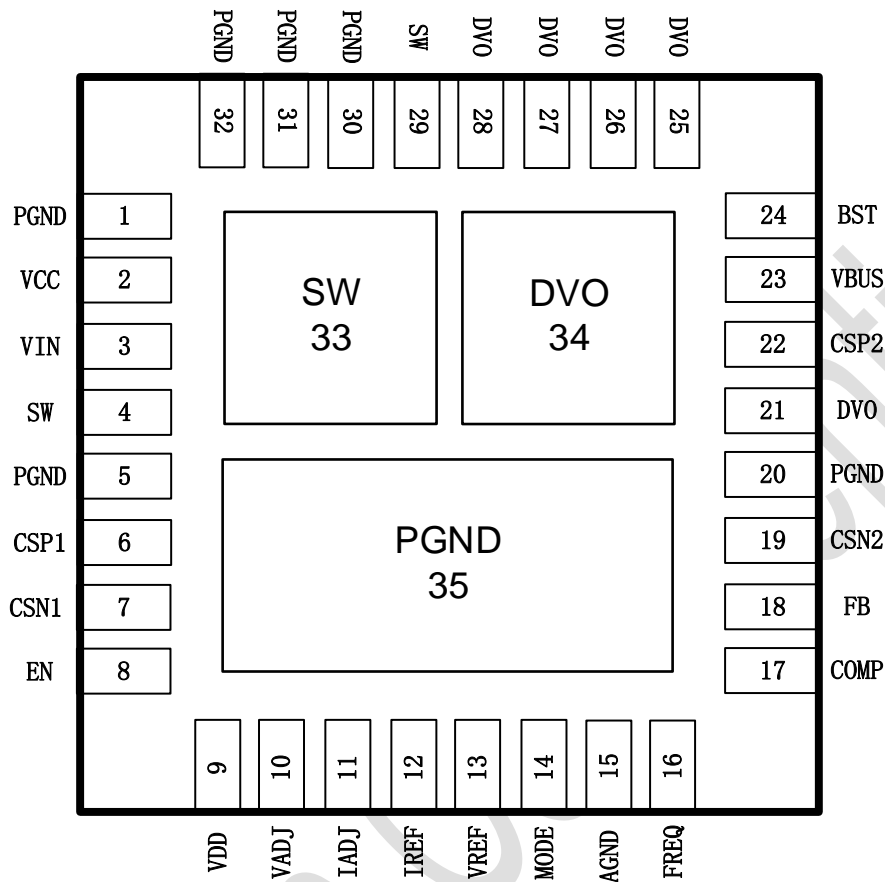 PGND PGND PGND SW DVO DVO DVO DVO
32 31 30 29 28 27 26 25
PGND 1
VCC 2
VIN 3
SW 4
PGND 5
CSP1 6
CSN1 7
EN 8
SW
33
DVO
34
PGND
35
24 BST
23 VBUS
22 CSP2
21 DVO
20 PGND
19 CSN2
18 FB
17 COMP
9 10 11 12 13 14 15 16
VDD VADJ IADJ IREF VREF MODE AGND FREQ